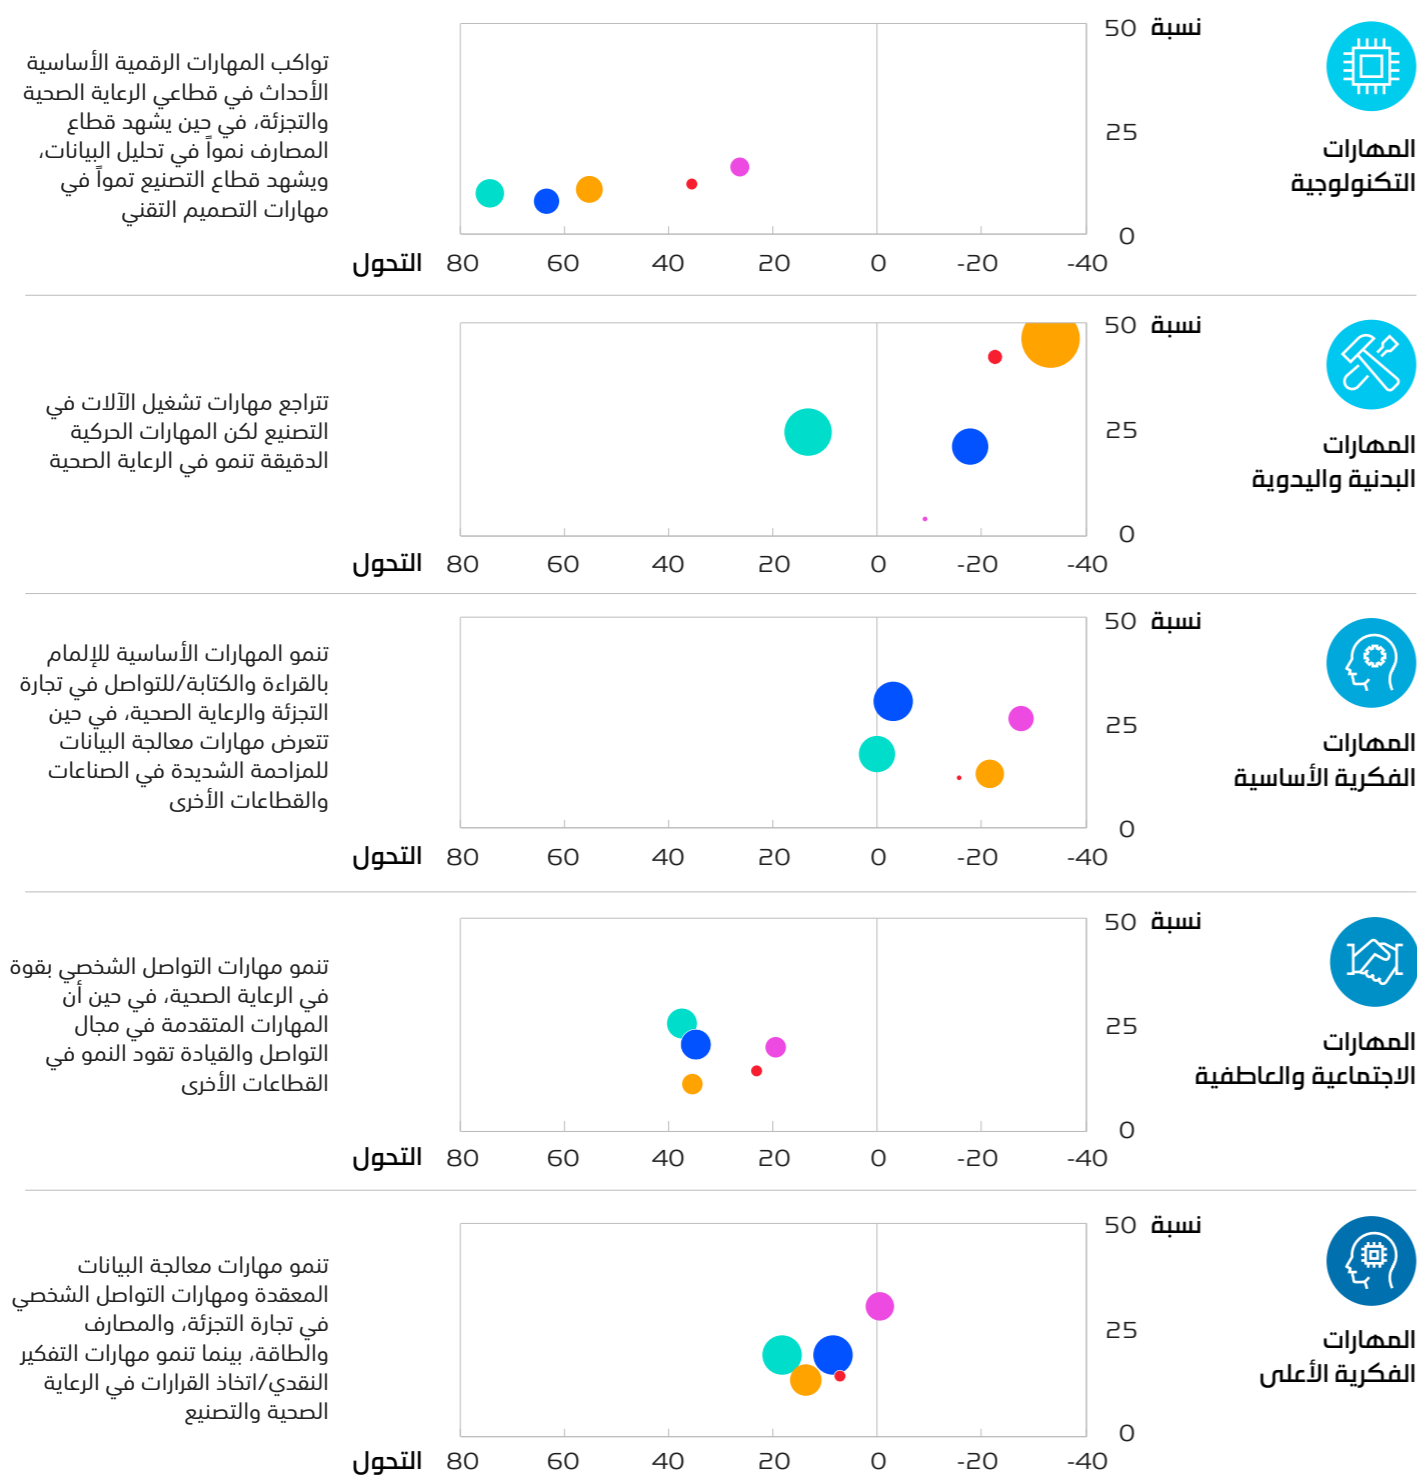 المهارات
التكنولوجية
نسبة
50
25
0
80 60 40 20 0 -20 -40
التحول
تواكب المهارات الرقمية الأساسية
الأحداث في قطاعي الرعاية الصحية
والتجزئة، في حين يشهد قطاع
المصارف نمواً في تحليل البيانات،
ويشهد قطاع التصنيع تمواً في
مهارات التصميم التقني
المهارات
البدنية واليدوية
نسبة
50
25
0
80 60 40 20 0 -20 -40
التحول
تتراجع مهارات تشغيل الآلات في
التصنيع لكن المهارات الحركية
الدقيقة تنمو في الرعاية الصحية
المهارات
الفكرية الأساسية
نسبة
50
25
0
80 60 40 20 0 -20 -40
التحول
تنمو المهارات الأساسية للإلمام
بالقراءة والكتابة/للتواصل في تجارة
التجزئة والرعاية الصحية، في حين
تتعرض مهارات معالجة البيانات
للمزاحمة الشديدة في الصناعات
والقطاعات الأخرى
المهارات
الاجتماعية والعاطفية
نسبة
50
25
0
80 60 40 20 0 -20 -40
التحول
تنمو مهارات التواصل الشخصي بقوة
في الرعاية الصحية، في حين أن
المهارات المتقدمة في مجال
التواصل والقيادة تقود النمو في
القطاعات الأخرى
المهارات
الفكرية الأعلى
نسبة
50
25
0
80 60 40 20 0 -20 -40
التحول
تنمو مهارات معالجة البيانات
المعقدة ومهارات التواصل الشخصي
في تجارة التجزئة، والمصارف
والطاقة، بينما تنمو مهارات التفكير
النقدي/اتخاذ القرارات في الرعاية
الصحية والتصنيع